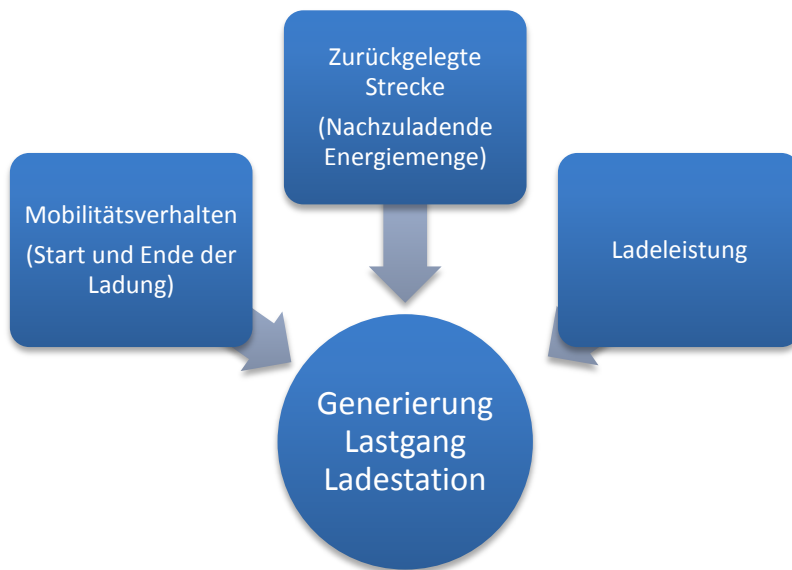 Zurückgelegte
Strecke
(Nachzuladende
Energiemenge)
Mobilitätsverhalten
(Start und Ende der
Ladung)
Ladeleistung
Generierung
Lastgang
Ladestation